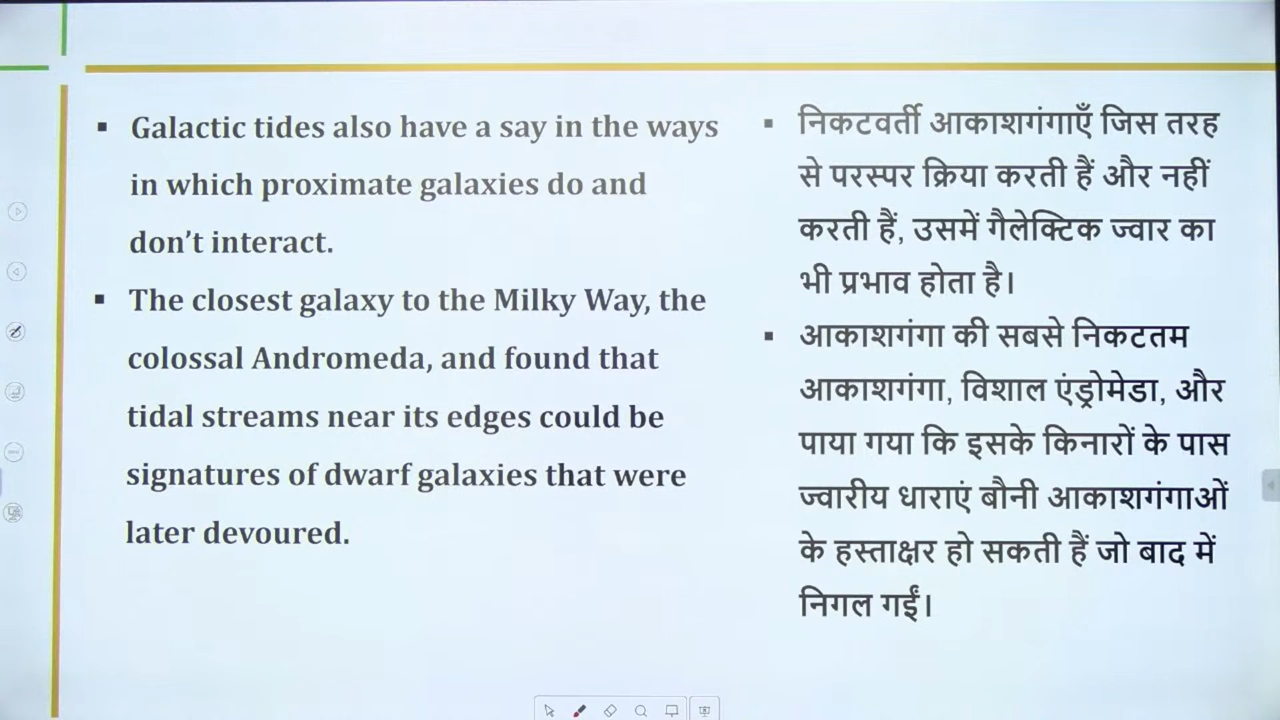 ▪ Galactic tides also have a say in the ways
in which proximate galaxies do and
don't interact.
▪ The closest galaxy to the Milky Way, the
colossal Andromeda, and found that
tidal streams near its edges could be
signatures of dwarf galaxies that were
later devoured.
▪ निकटवर्ती आकाशगंगाएँ जिस तरह
से परस्पर क्रिया करती हैं और नहीं
करती हैं, उसमें गैलेक्टिक ज्वार का
भी प्रभाव होता है।
▪ आकाशगंगा की सबसे निकटतम
आकाशगंगा, विशाल एंड्रोमेडा, और
पाया गया कि इसके किनारों के पास
ज्वारीय धाराएं बौनी आकाशगंगाओं
के हस्ताक्षर हो सकती हैं जो बाद में
निगल गईं।